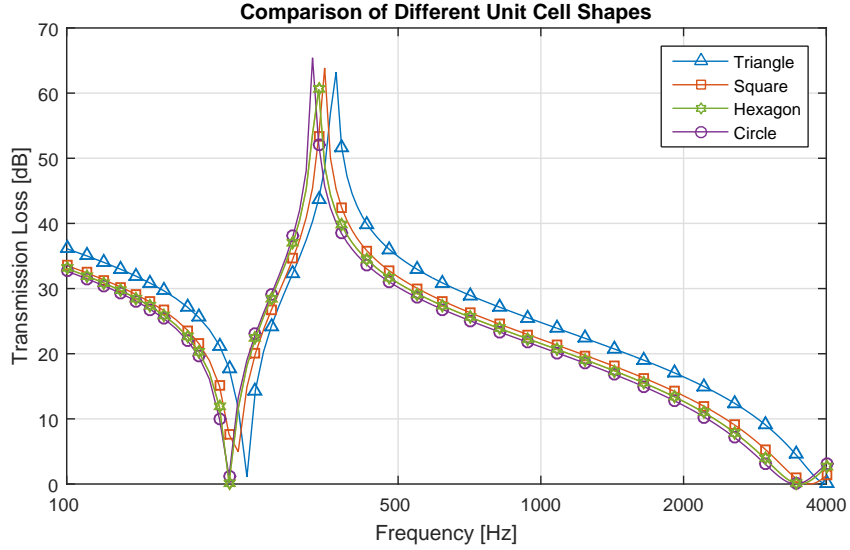 Comparison of Different Unit Cell Shapes
70
60
50
40
30
20
10
0
Transmission Loss [dB]
Triangle
Square
Hexagon
Circle
100
500
1000
2000
4000
Frequency [Hz]